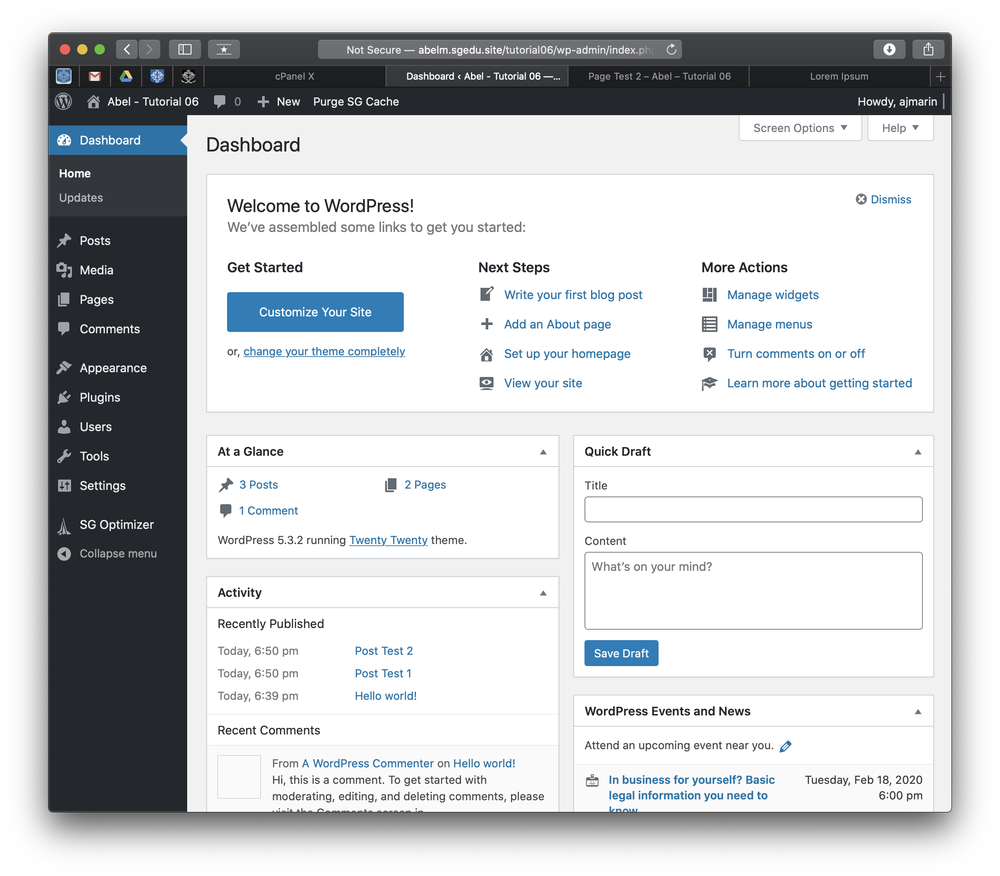 Not Secure — abelm.sgedu.site/tutorial06/wp-admin/index.php
cPanel X
Dashboard ‹ Abel - Tutorial 06 —...
Page Test 2 – Abel – Tutorial 06
Lorem Ipsum
Abel - Tutorial 06
0
New
Purge SG Cache
Howdy, ajmarin
Dashboard
Home
Updates
Posts
Media
Pages
Comments
Appearance
Plugins
Users
Tools
Settings
SG Optimizer
Collapse menu
Screen Options
Help
Dashboard
Welcome to WordPress!
Dismiss
We’ve assembled some links to get you started:
Get Started
Customize Your Site
or, change your theme completely
Next Steps
Write your first blog post
Add an About page
Set up your homepage
View your site
More Actions
Manage widgets
Manage menus
Turn comments on or off
Learn more about getting started
At a Glance
3 Posts
2 Pages
1 Comment
WordPress 5.3.2 running Twenty Twenty theme.
Activity
Recently Published
Today, 6:50 pm Post Test 2
Today, 6:50 pm Post Test 1
Today, 6:39 pm Hello world!
Recent Comments
From A WordPress Commenter on Hello world!
Hi, this is a comment. To get started with
moderating, editing, and deleting comments, please
visit the Comments screen in
Quick Draft
Title
Content
What’s on your mind?
Save Draft
WordPress Events and News
Attend an upcoming event near you.
In business for yourself? Basic
legal information you need to
know
Tuesday, Feb 18, 2020
6:00 pm